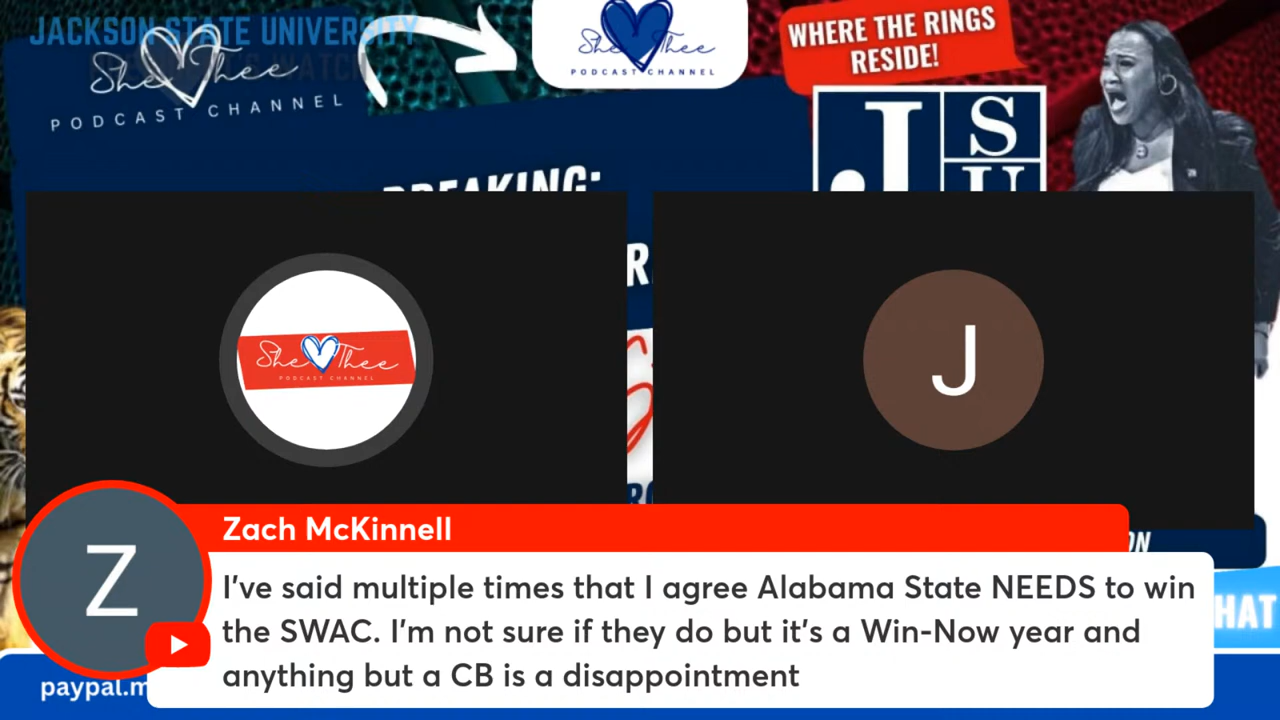 JACKSON STATE UNIVERSITY
She Thee
PODCAST CHANNEL
She Thee
PODCAST CHANNEL
WHERE THE RINGS
RESIDE!
J S
U
BREAKING:
She Thee
PODCAST CHANNEL
J
Z
Zach McKinnell
I've said multiple times that I agree Alabama State NEEDS to win
the SWAC. I'm not sure if they do but it's a Win-Now year and
anything but a CB is a disappointment
ON
HAT
paypal.m